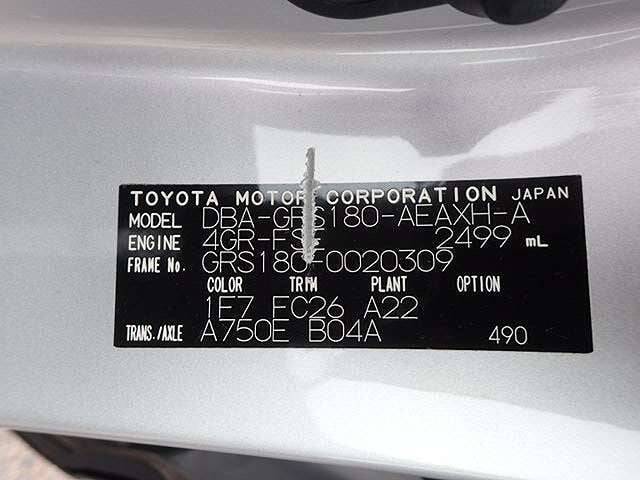 TOYOTA MOTOR CORPORATION JAPAN
MODEL DBA-GRS180-AEAXH-A
ENGINE 4GR-FSE 2499 mL
FRAME No. GRS180-0020309
COLOR TRIM PLANT OPTION
1E7 FC26 A22
TRANS./AXLE A750E B04A 490